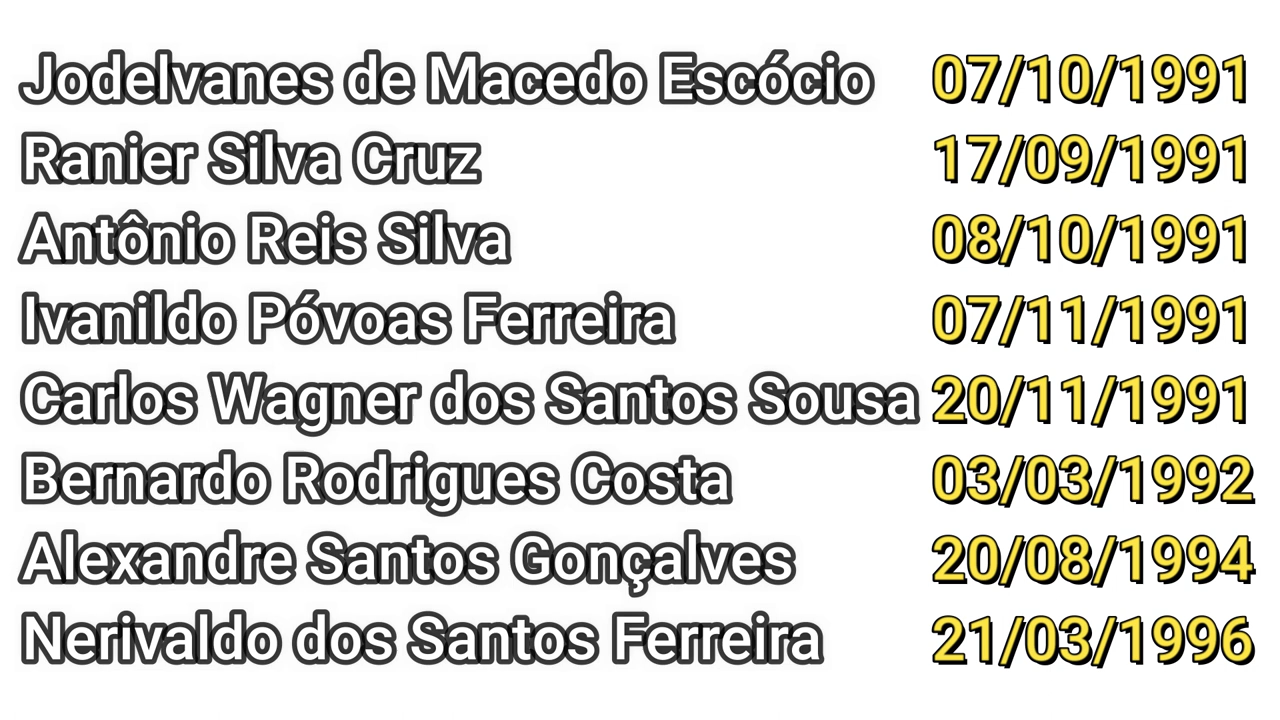 Jodelvanes de Macedo Escócio 07/10/1991
Ranier Silva Cruz 17/09/1991
Antônio Reis Silva 08/10/1991
Ivanildo Póvoas Ferreira 07/11/1991
Carlos Wagner dos Santos Sousa 20/11/1991
Bernardo Rodrigues Costa 03/03/1992
Alexandre Santos Gonçalves 20/08/1994
Nerivaldo dos Santos Ferreira 21/03/1996